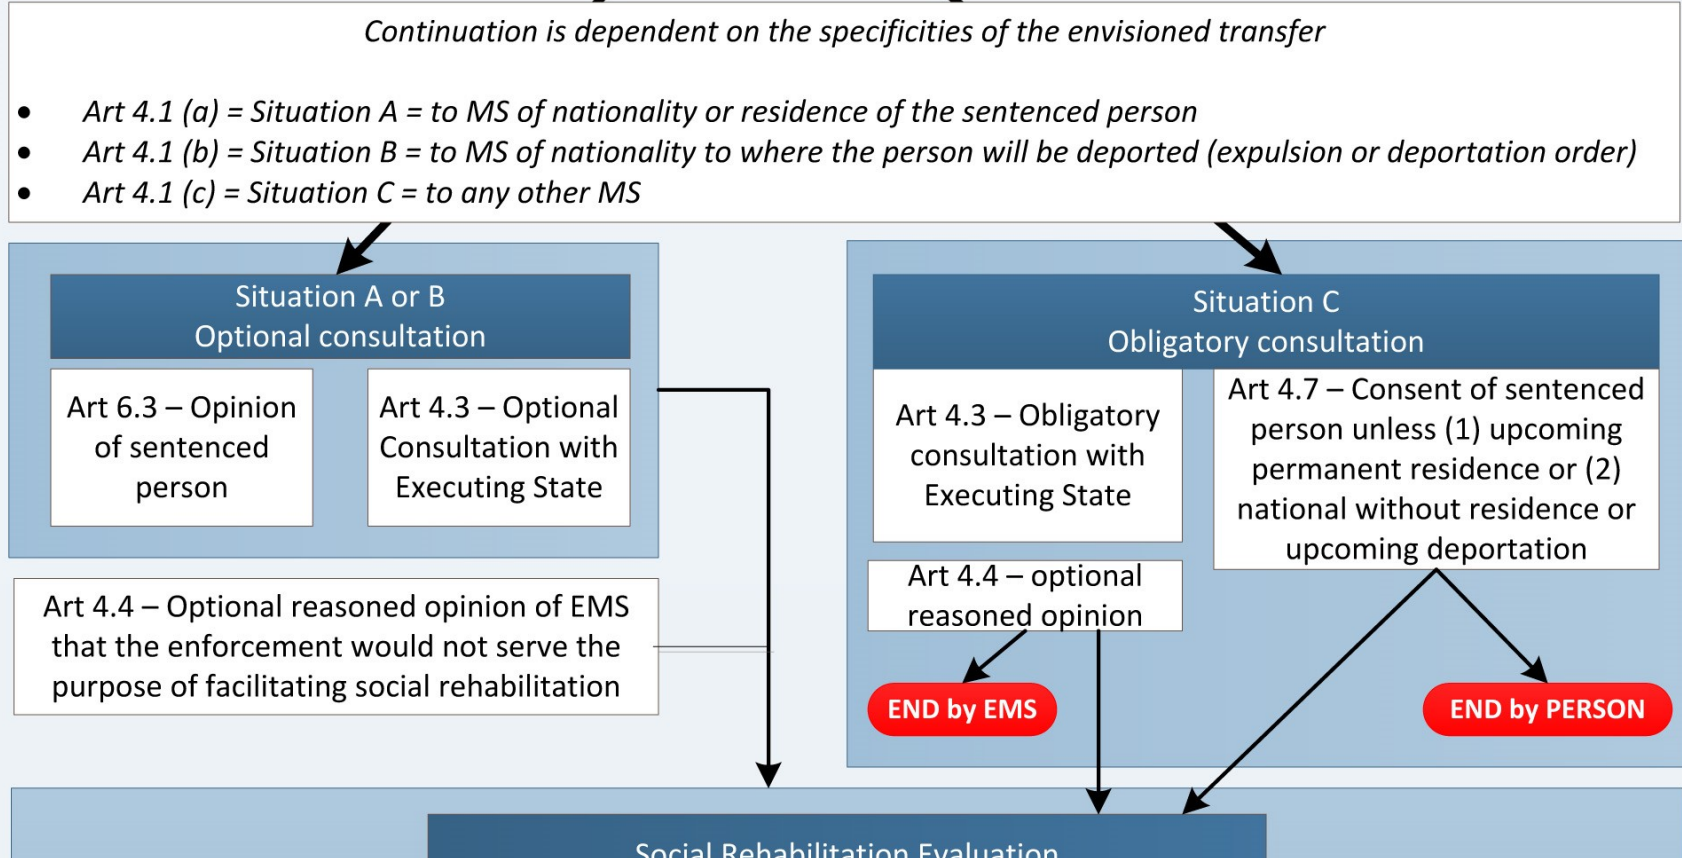 Continuation is dependent on the specificities of the envisioned transfer
• Art 4.1 (a) = Situation A = to MS of nationality or residence of the sentenced person
• Art 4.1 (b) = Situation B = to MS of nationality to where the person will be deported (expulsion or deportation order)
• Art 4.1 (c) = Situation C = to any other MS
Situation A or B
Optional consultation
Art 6.3 – Opinion
of sentenced
person
Art 4.3 – Optional
Consultation with
Executing State
Art 4.4 – Optional reasoned opinion of EMS
that the enforcement would not serve the
purpose of facilitating social rehabilitation
Situation C
Obligatory consultation
Art 4.3 – Obligatory
consultation with
Executing State
Art 4.7 – Consent of sentenced
person unless (1) upcoming
permanent residence or (2)
national without residence or
upcoming deportation
Art 4.4 – optional
reasoned opinion
END by EMS
END by PERSON
Social Rehabilitation Evaluation